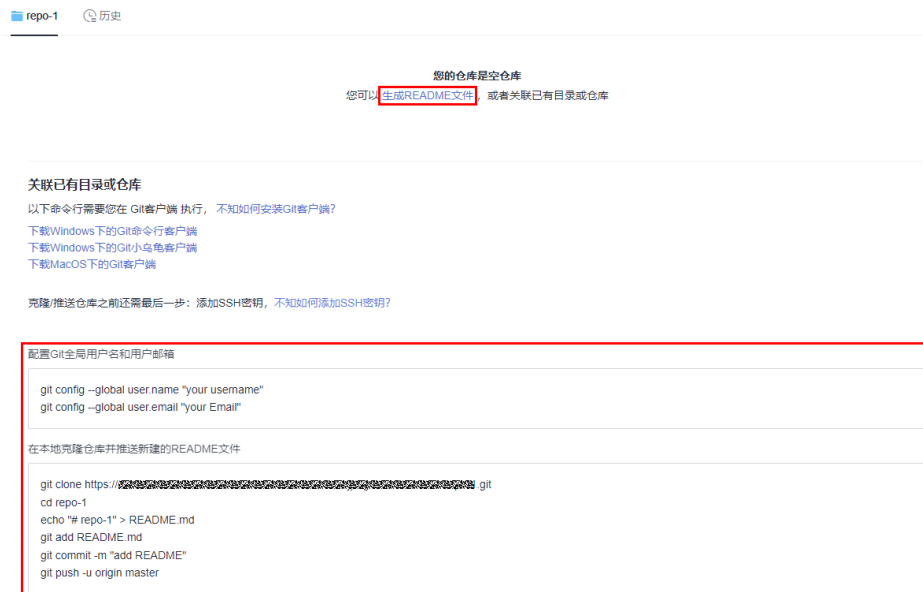 repo-1 历史
您的仓库是空仓库
您可以 生成README文件 ，或者关联已有目录或仓库
关联已有目录或仓库
以下命令行需要您在 Git客户端 执行， 不知如何安装Git客户端？
下载Windows下的Git命令行客户端
下载Windows下的Git小乌龟客户端
下载MacOS下的Git客户端
克隆/推送仓库之前还需最后一步：添加SSH密钥，不知如何添加SSH密钥？
配置Git全局用户名和用户邮箱
git config --global user.name "your username"
git config --global user.email "your Email"
在本地克隆仓库并推送新建的README文件
git clone https:// .git
cd repo-1
echo "# repo-1" > README.md
git add README.md
git commit -m "add README"
git push -u origin master